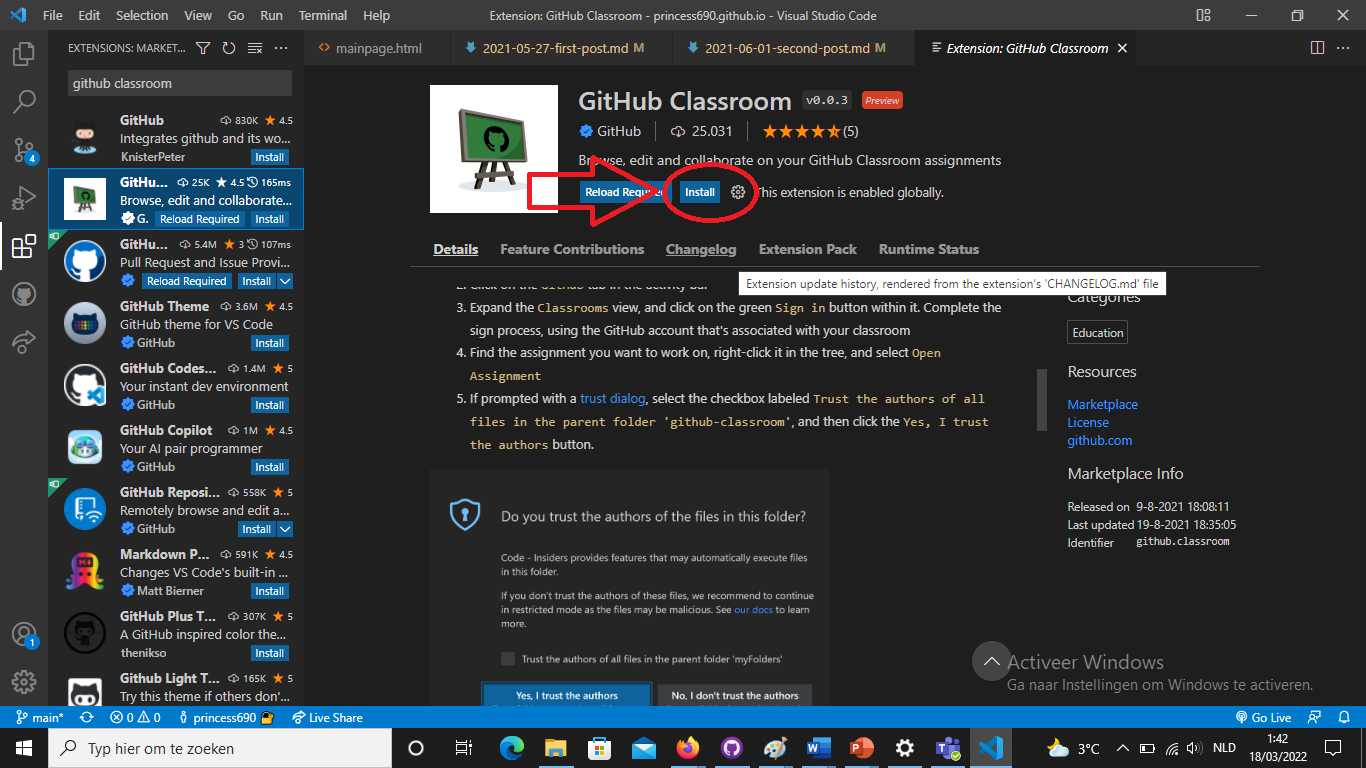 File Edit Selection View Go Run Terminal Help
Extension: GitHub Classroom - princess690.github.io - Visual Studio Code
EXTENSIONS: MARKET...
github classroom
GitHub 830K 4.5
Integrates github and its wo...
KnisterPeter Install
GitHu... 25K 4.5 165ms
Browse, edit and collaborate...
G. Reload Required Install
GitHu... 5.4M 3 107ms
Pull Request and Issue Provi...
Reload Required Install
GitHub Theme 3.6M 4.5
GitHub theme for VS Code
GitHub Install
GitHub Codes... 1.4M 5
Your instant dev environment
GitHub Install
GitHub Copilot 1M 4.5
Your AI pair programmer
GitHub Install
GitHub Reposi... 558K 5
Remotely browse and edit a...
GitHub Install
Markdown P... 591K 4.5
Changes VS Code's built-in ...
Matt Bierner Install
GitHub Plus T... 307K 5
A GitHub inspired color the...
thenikso Install
Github Light T... 165K 5
Try this theme if others don'...
4
1
mainpage.html 2021-05-27-first-post.md M 2021-06-01-second-post.md M Extension: GitHub Classroom
GitHub Classroom v0.0.3 Preview
GitHub 25.031 (5)
Browse, edit and collaborate on your GitHub Classroom assignments
Reload Required Install This extension is enabled globally.
Details Feature Contributions Changelog Extension Pack Runtime Status
Extension update history, rendered from the extension's 'CHANGELOG.md' file
2. Click on the GitHub tab in the activity bar
3. Expand the Classrooms view, and click on the green Sign in button within it. Complete the
sign process, using the GitHub account that's associated with your classroom
4. Find the assignment you want to work on, right-click it in the tree, and select Open
Assignment
5. If prompted with a trust dialog, select the checkbox labeled Trust the authors of all
files in the parent folder 'github-classroom', and then click the Yes, I trust
the authors button.
Do you trust the authors of the files in this folder?
Code - Insiders provides features that may automatically execute files
in this folder.
If you don't trust the authors of these files, we recommend to continue
in restricted mode as the files may be malicious. See our docs to learn
more.
Trust the authors of all files in the parent folder 'myFolders'
Yes, I trust the authors No, I don't trust the authors
Categories
Education
Resources
Marketplace
License
github.com
Marketplace Info
Released on 9-8-2021 18:08:11
Last updated 19-8-2021 18:35:05
Identifier github.classroom
Activeer Windows
Ga naar Instellingen om Windows te activeren.
main* 0 0 princess690 Live Share Go Live
Typ hier om te zoeken
3°C NLD 1:42
18/03/2022